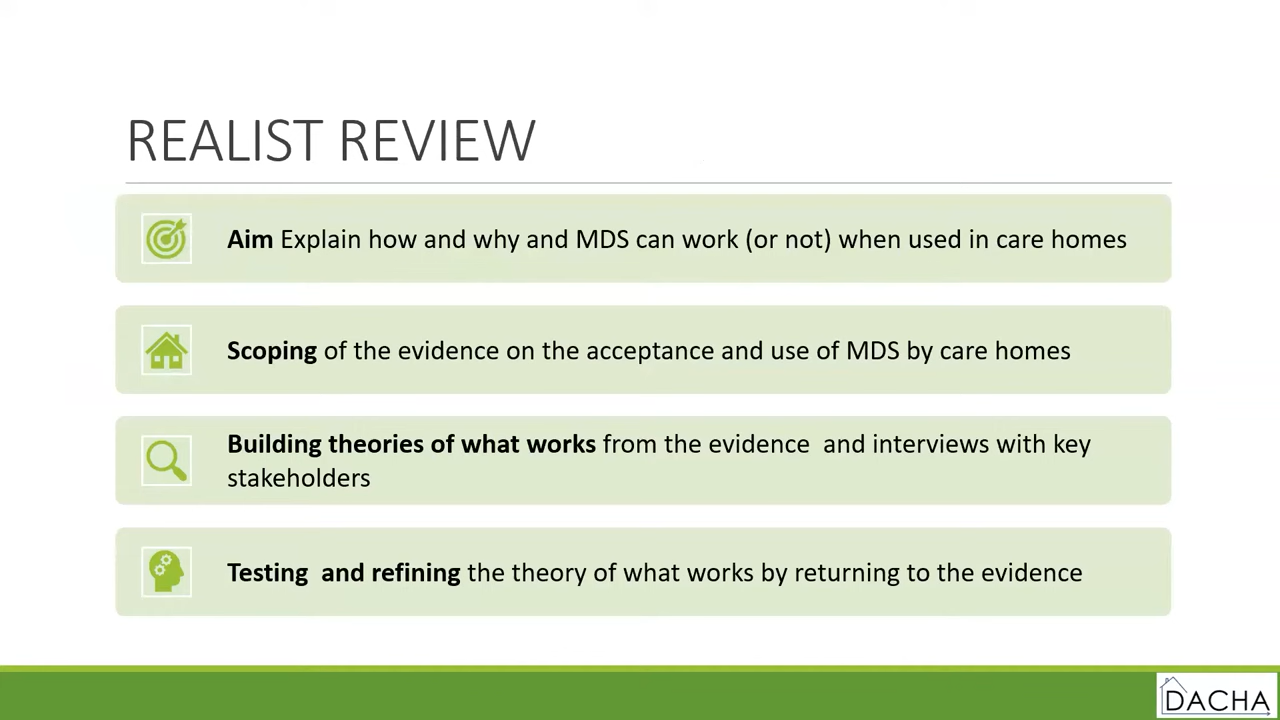 REALIST REVIEW
Aim Explain how and why and MDS can work (or not) when used in care homes
Scoping of the evidence on the acceptance and use of MDS by care homes
Building theories of what works from the evidence  and interviews with key
stakeholders
Testing  and refining the theory of what works by returning to the evidence
DACHA